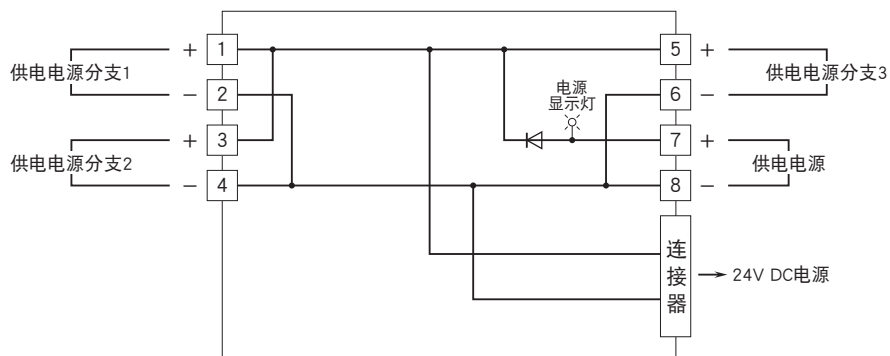 供电电源分支1
+ 1
− 2
供电电源分支2
+ 3
− 4
电源
显示灯
5 +
6 −
供电电源分支3
7 +
8 −
供电电源
连
接
器
24V DC电源